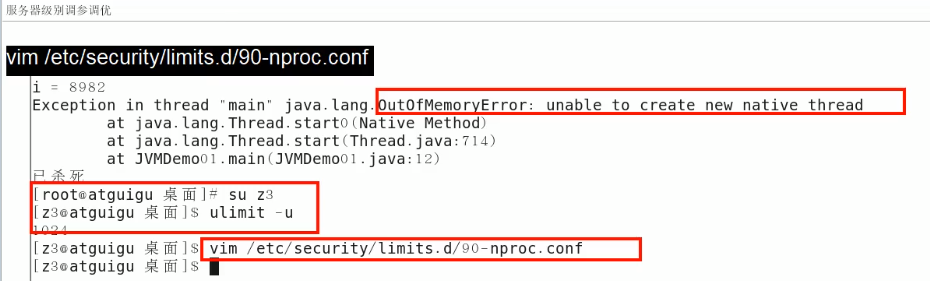 服务器级别调参调优
vim /etc/security/limits.d/90-nproc.conf
i = 8982
Exception in thread "main" java.lang.OutOfMemoryError: unable to create new native thread
at java.lang.Thread.start0(Native Method)
at java.lang.Thread.start(Thread.java:714)
at JVMDemo01.main(JVMDemo01.java:12)
已杀死
[root@atguigu 桌面]# su z3
[z3@atguigu 桌面]$ ulimit -u
1024
[z3@atguigu 桌面]$ vim /etc/security/limits.d/90-nproc.conf
[z3@atguigu 桌面]$